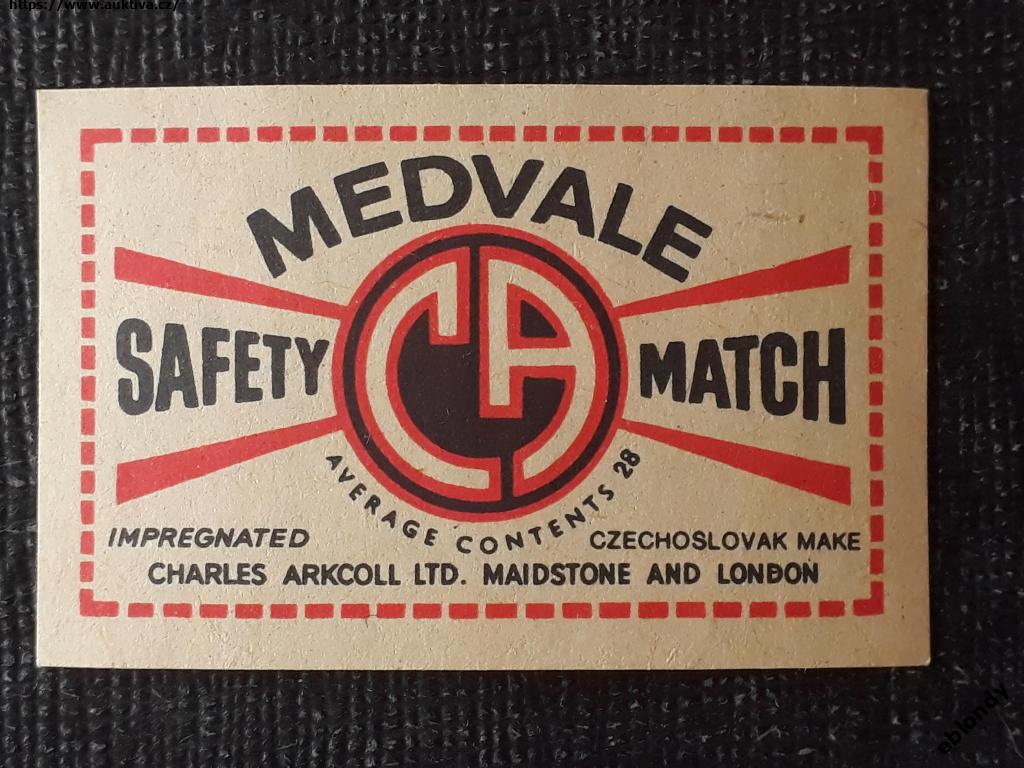 https://www.auktiva.cz/
MEDVALE
SAFETY CA MATCH
AVERAGE CONTENTS 28
IMPREGNATED CZECHOSLOVAK MAKE
CHARLES ARKCOLL LTD. MAIDSTONE AND LONDON
eblondy